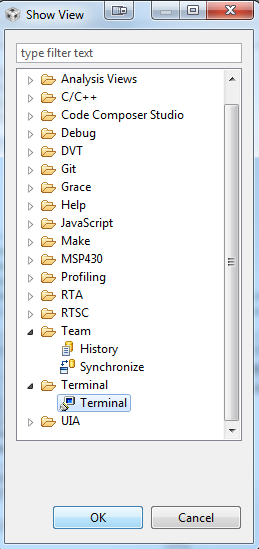 Show View
type filter text
Analysis Views
C/C++
Code Composer Studio
Debug
DVT
Git
Grace
Help
JavaScript
Make
MSP430
Profiling
RTA
RTSC
Team
History
Synchronize
Terminal
Terminal
UIA
OK
Cancel